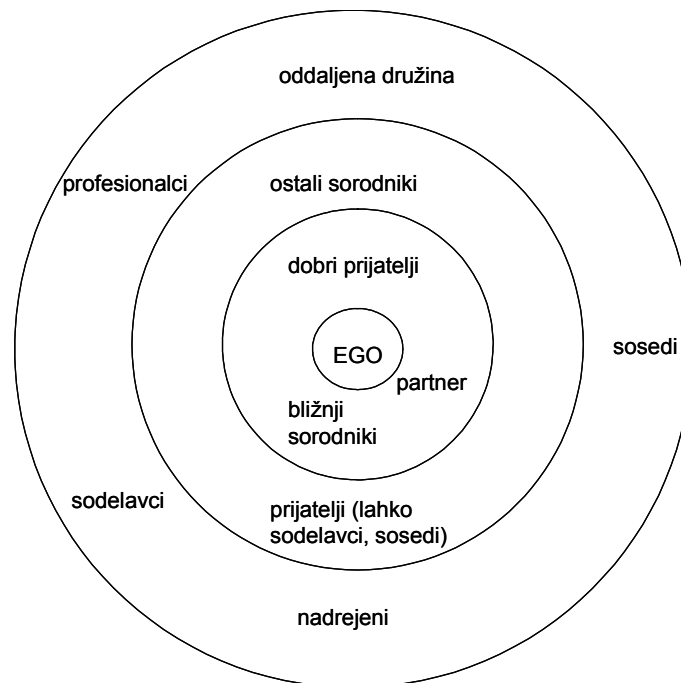 oddaljena družina
profesionalci
ostali sorodniki
dobri prijatelji
EGO
sosedi
partner
bližnji
sorodniki
sodelavci
prijatelji (lahko
sodelavci, sosedi)
nadrejeni